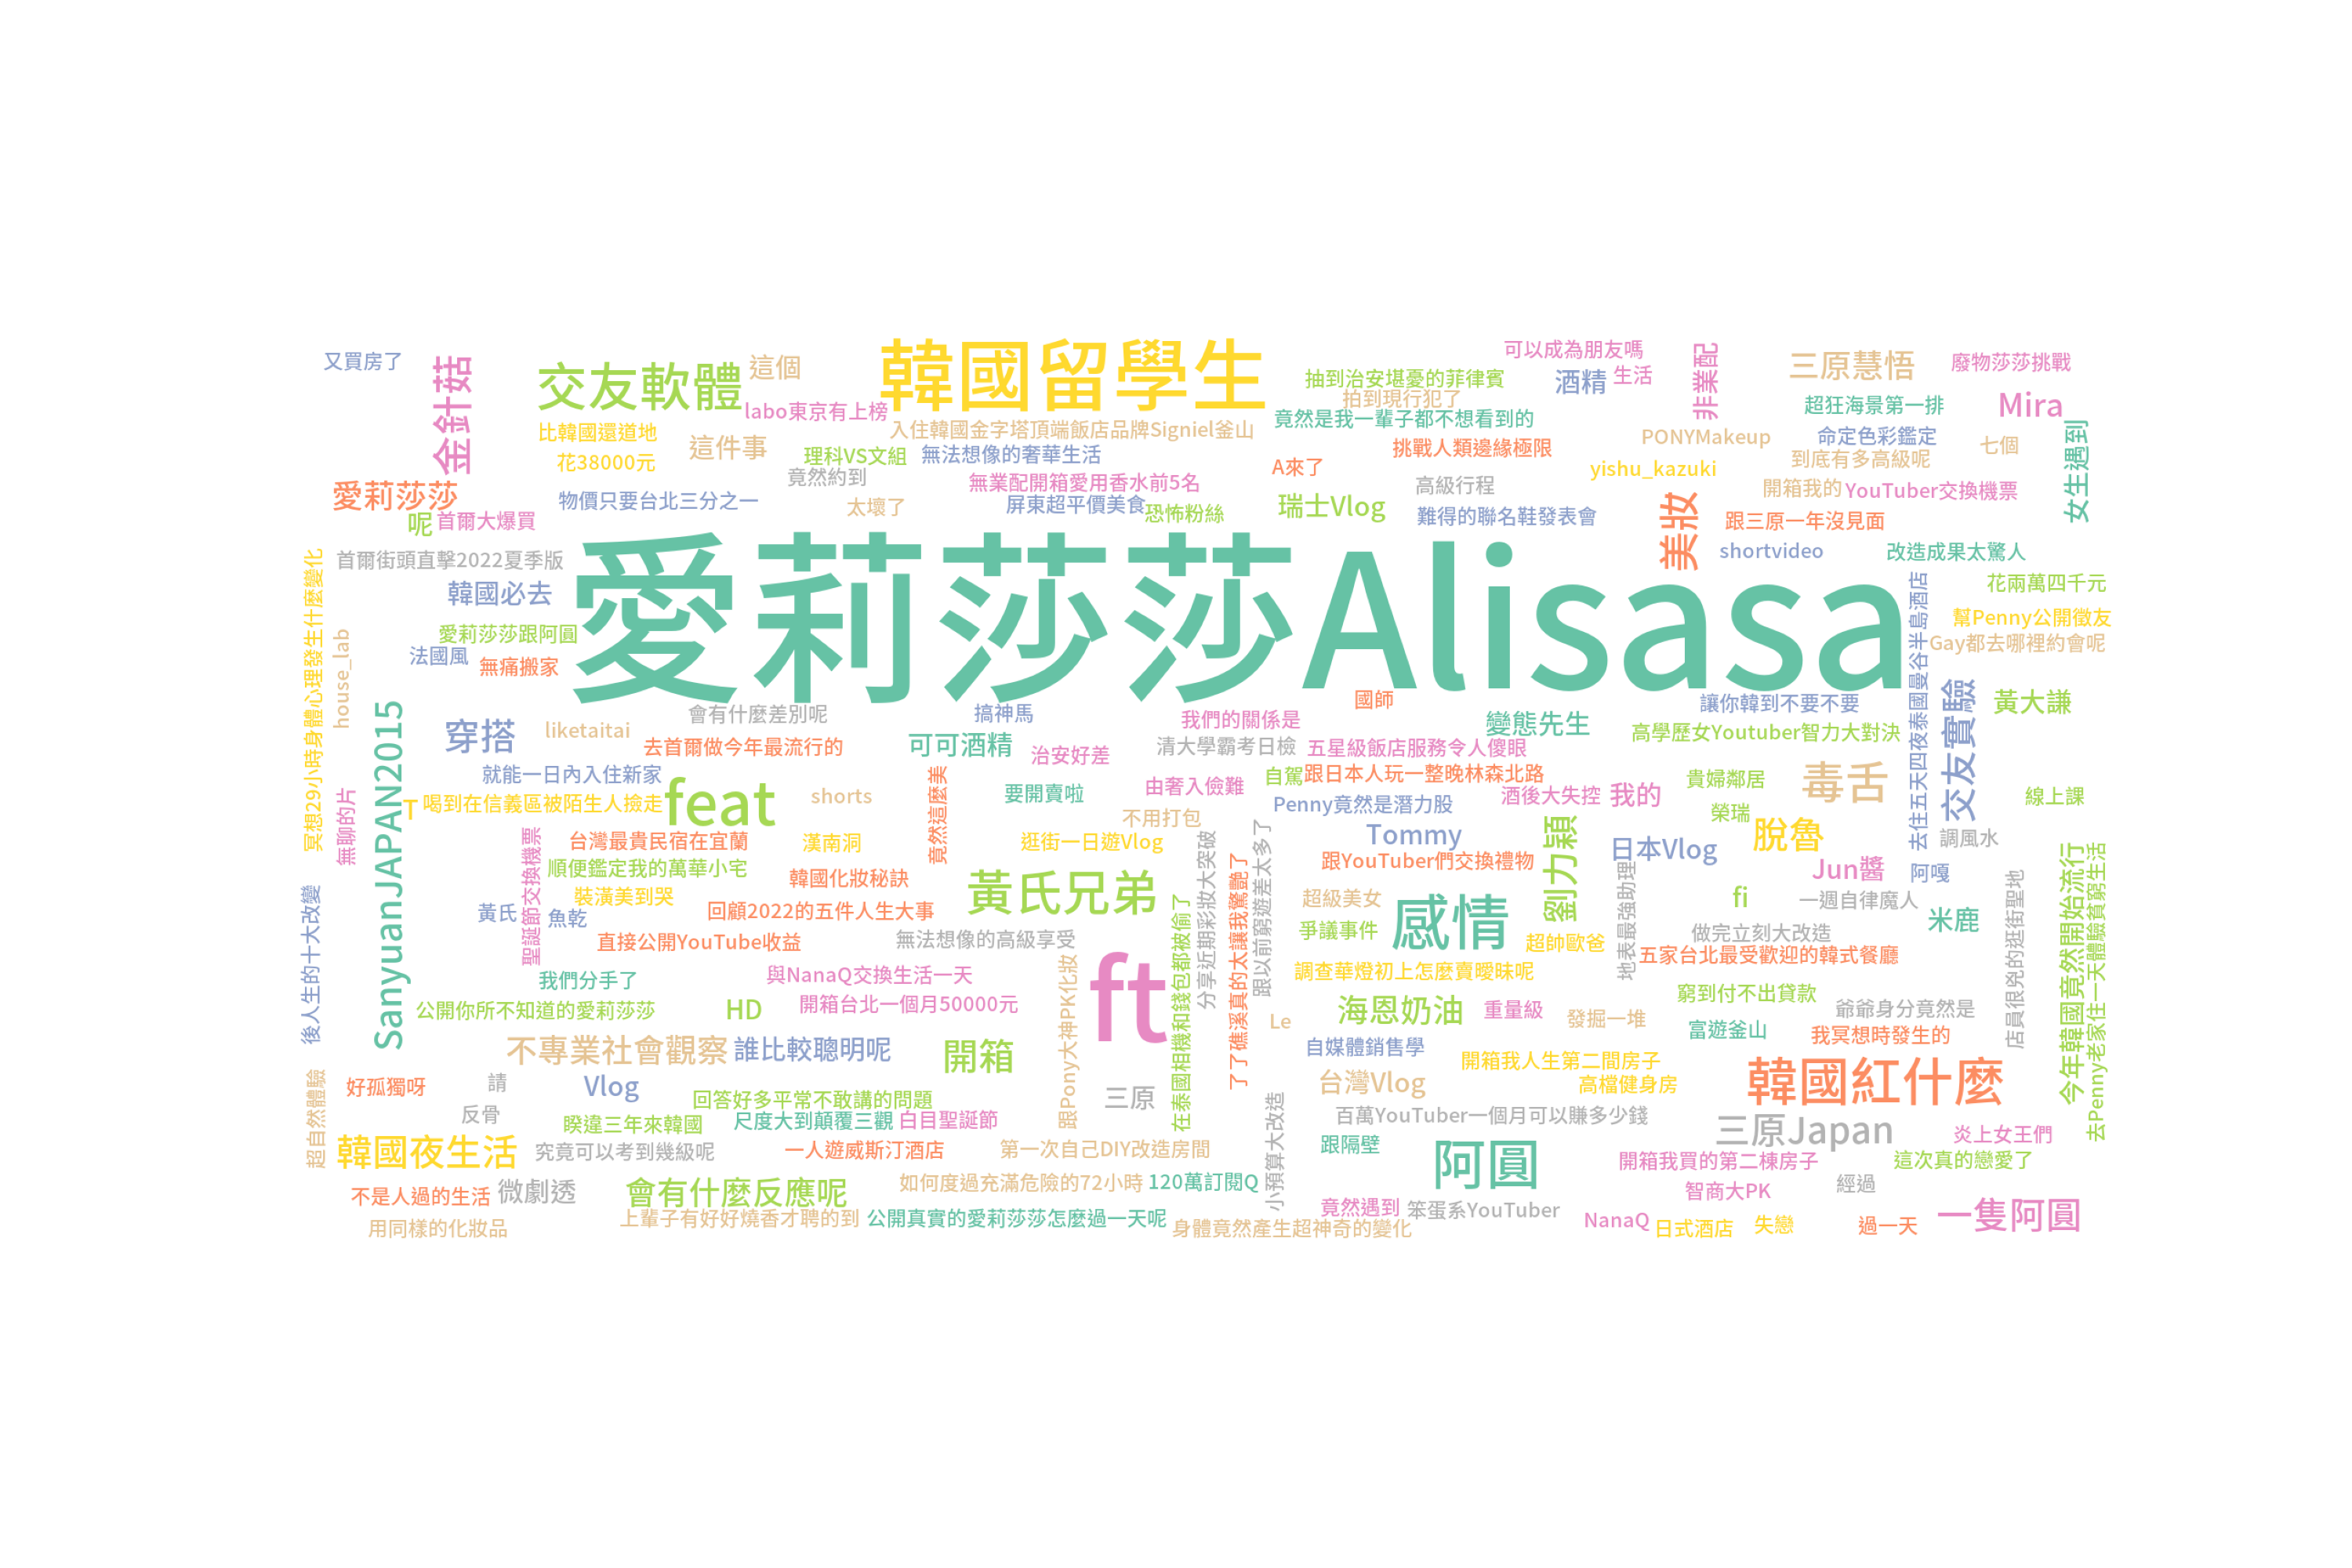 又買房了
金針菇
交友軟體
這個
韓國留學生
可以成為朋友嗎
抽到治安堪憂的菲律賓
酒精
生活
非業配
三原慧悟
廢物莎莎挑戰
拍到現行犯了
labo東京有上榜
竟然是我一輩子都不想看到的
超狂海景第一排
Mira
比韓國還道地
這件事
入住韓國金字塔頂端飯店品牌Signiel釜山
挑戰人類邊緣極限
PONYMakeup
命定色彩鑑定
七個
女生遇到
花38000元
理科VS文組
無法想像的奢華生活
A來了
yishu_kazuki
到底有多高級呢
竟然約到
無業配開箱愛用香水前5名
高級行程
開箱我的
YouTuber交換機票
愛莉莎莎
物價只要台北三分之一
太壞了
屏東超平價美食
恐怖粉絲
瑞士Vlog
難得的聯名鞋發表會
美妝
跟三原一年沒見面
呢
首爾大爆買
shortvideo
改造成果太驚人
首爾街頭直擊2022夏季版
愛莉莎莎Alisasa
冥想29小時身體心理發生什麼變化
韓國必去
去住五天四夜泰國曼谷半島酒店
花兩萬四千元
幫Penny公開徵友
house_lab
愛莉莎莎跟阿圓
Gay都去哪裡約會呢
法國風
無痛搬家
SanyuanJAPAN2015
國師
讓你韓到不要不要
交友實驗
黃大謙
穿搭
liketaitai
會有什麼差別呢
搞神馬
我們的關係是
變態先生
高學歷女Youtuber智力大對決
去首爾做今年最流行的
可可酒精
治安好差
清大學霸考日檢
五星級飯店服務令人傻眼
就能一日內入住新家
竟然這麼美
要開賣啦
由奢入儉難
自駕
跟日本人玩一整晚林森北路
貴婦鄰居
毒舌
無聊的片
T
喝到在信義區被陌生人撿走
feat
shorts
不用打包
Penny竟然是潛力股
酒後大失控
我的
榮瑞
線上課
聖誕節交換機票
台灣最貴民宿在宜蘭
漢南洞
逛街一日遊Vlog
跟以前窮遊差太多了
Tommy
劉力穎
日本Vlog
脫魯
調風水
順便鑑定我的萬華小宅
韓國化妝秘訣
黃氏兄弟
分享近期彩妝大突破
了了礁溪真的太讓我驚艷了
跟YouTuber們交換禮物
地表最強助理
Jun醬
阿嘎
今年韓國竟然開始流行
去Penny老家住一天體驗貧窮生活
後人生的十大改變
裝潢美到哭
超級美女
感情
fi
一週自律魔人
店員很兇的逛街聖地
黃氏
魚乾
回顧2022的五件人生大事
在泰國相機和錢包都被偷了
爭議事件
超帥歐爸
做完立刻大改造
米鹿
直接公開YouTube收益
無法想像的高級享受
五家台北最受歡迎的韓式餐廳
我們分手了
與NanaQ交換生活一天
跟Pony大神PK化妝
ft
調查華燈初上怎麼賣曖昧呢
公開你所不知道的愛莉莎莎
HD
開箱台北一個月50000元
Le
海恩奶油
重量級
發掘一堆
窮到付不出貸款
爺爺身分竟然是
不專業社會觀察
誰比較聰明呢
開箱
自媒體銷售學
富遊釜山
我冥想時發生的
超自然體驗
好孤獨呀
請
Vlog
三原
小預算大改造
台灣Vlog
開箱我人生第二間房子
高檔健身房
韓國紅什麼
反骨
回答好多平常不敢講的問題
百萬YouTuber一個月可以賺多少錢
三原Japan
韓國夜生活
睽違三年來韓國
尺度大到顛覆三觀
白目聖誕節
跟隔壁
阿圓
炎上女王們
究竟可以考到幾級呢
一人遊威斯汀酒店
第一次自己DIY改造房間
開箱我買的第二棟房子
這次真的戀愛了
不是人過的生活
微劇透
會有什麼反應呢
如何度過充滿危險的72小時
120萬訂閱Q
智商大PK
經過
用同樣的化妝品
上輩子有好好燒香才聘的到
公開真實的愛莉莎莎怎麼過一天呢
身體竟然產生超神奇的變化
竟然遇到
笨蛋系YouTuber
NanaQ
日式酒店
失戀
過一天
一隻阿圓